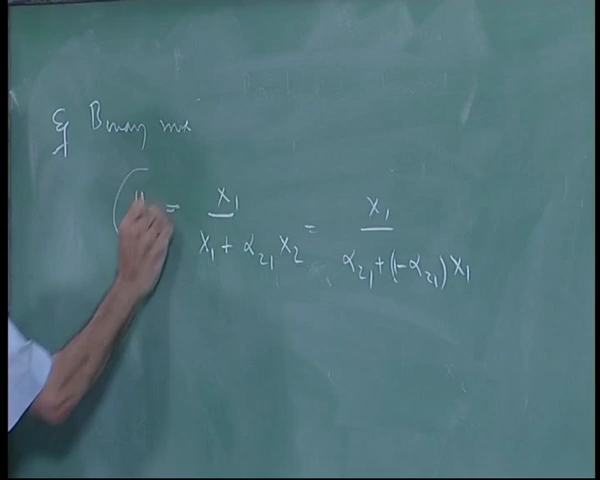 Eg Binary mix
( y = x₁ / (x₁ + α₂₁ x₂) = x₁ / (α₂₁ + (1-α₂₁) x₁)